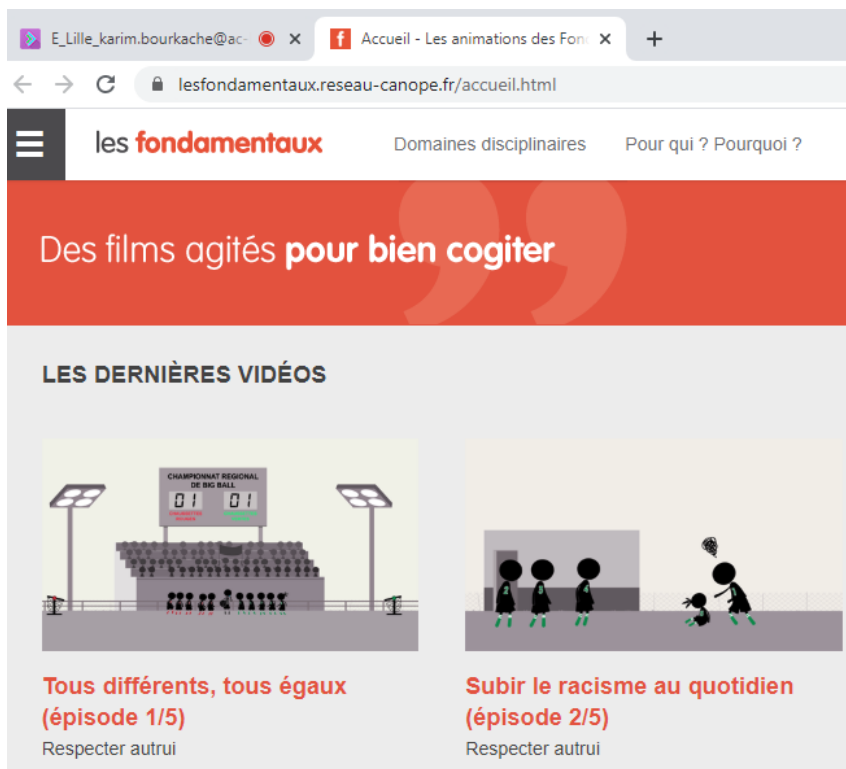 E_Lille_karim.bourkache@ac-
Accueil - Les animations des Fon
lesfondamentaux.reseau-canope.fr/accueil.html
les fondamentaux Domaines disciplinaires Pour qui ? Pourquoi ?
Des films agités pour bien cogiter
LES DERNIÈRES VIDÉOS
CHAMPIONNAT REGIONAL
DE BIG BALL
01 01
Tous différents, tous égaux
(épisode 1/5)
Respecter autrui
Subir le racisme au quotidien
(épisode 2/5)
Respecter autrui